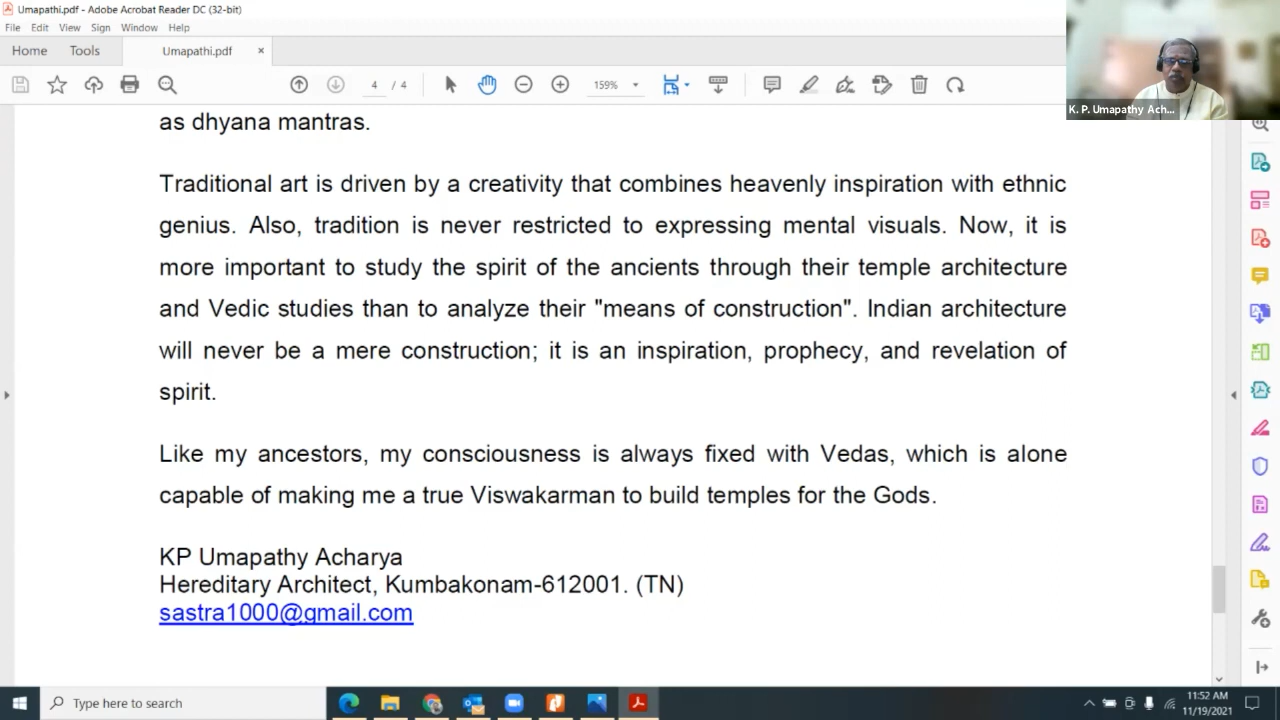 Umapathi.pdf - Adobe Acrobat Reader DC (32-bit)
File Edit View Sign Window Help
Home Tools Umapathi.pdf ×
4 / 4 159%
K. P. Umapathy Ach...
as dhyana mantras.
Traditional art is driven by a creativity that combines heavenly inspiration with ethnic
genius. Also, tradition is never restricted to expressing mental visuals. Now, it is
more important to study the spirit of the ancients through their temple architecture
and Vedic studies than to analyze their "means of construction". Indian architecture
will never be a mere construction; it is an inspiration, prophecy, and revelation of
spirit.
Like my ancestors, my consciousness is always fixed with Vedas, which is alone
capable of making me a true Viswakarman to build temples for the Gods.
KP Umapathy Acharya
Hereditary Architect, Kumbakonam-612001. (TN)
sastra1000@gmail.com
Type here to search
11:52 AM
11/19/2021